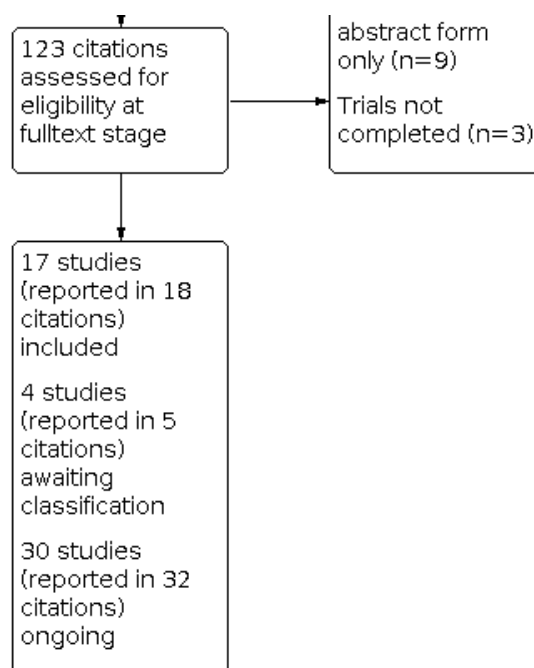 123 citations
assessed for
eligibility at
fulltext stage
abstract form
only (n=9)
Trials not
completed (n=3)
17 studies
(reported in 18
citations)
included
4 studies
(reported in 5
citations)
awaiting
classification
30 studies
(reported in 32
citations)
ongoing